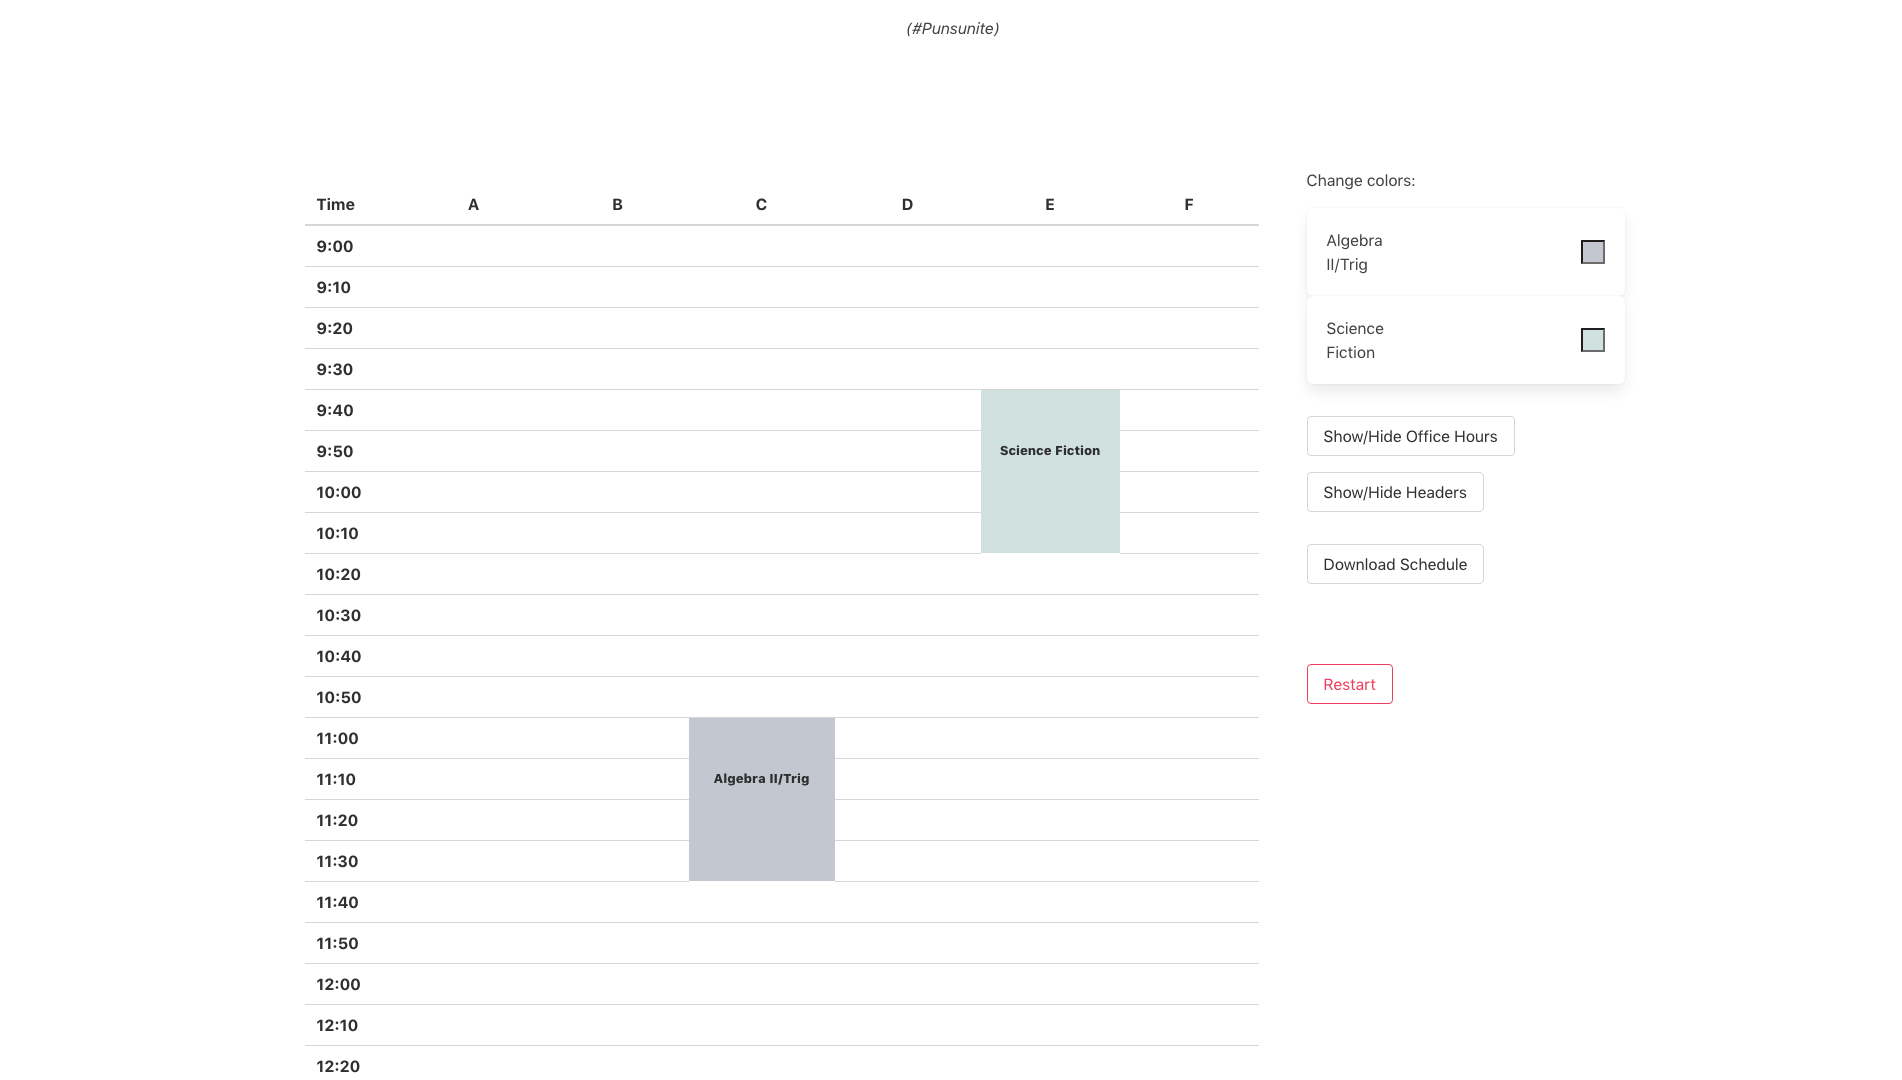 (#Punsunite)
Time A B C D E F
9:00
9:10
9:20
9:30
9:40
9:50
Science Fiction
10:00
10:10
10:20
10:30
10:40
10:50
11:00
11:10
Algebra II/Trig
11:20
11:30
11:40
11:50
12:00
12:10
12:20
Change colors:
Algebra
II/Trig
Science
Fiction
Show/Hide Office Hours
Show/Hide Headers
Download Schedule
Restart